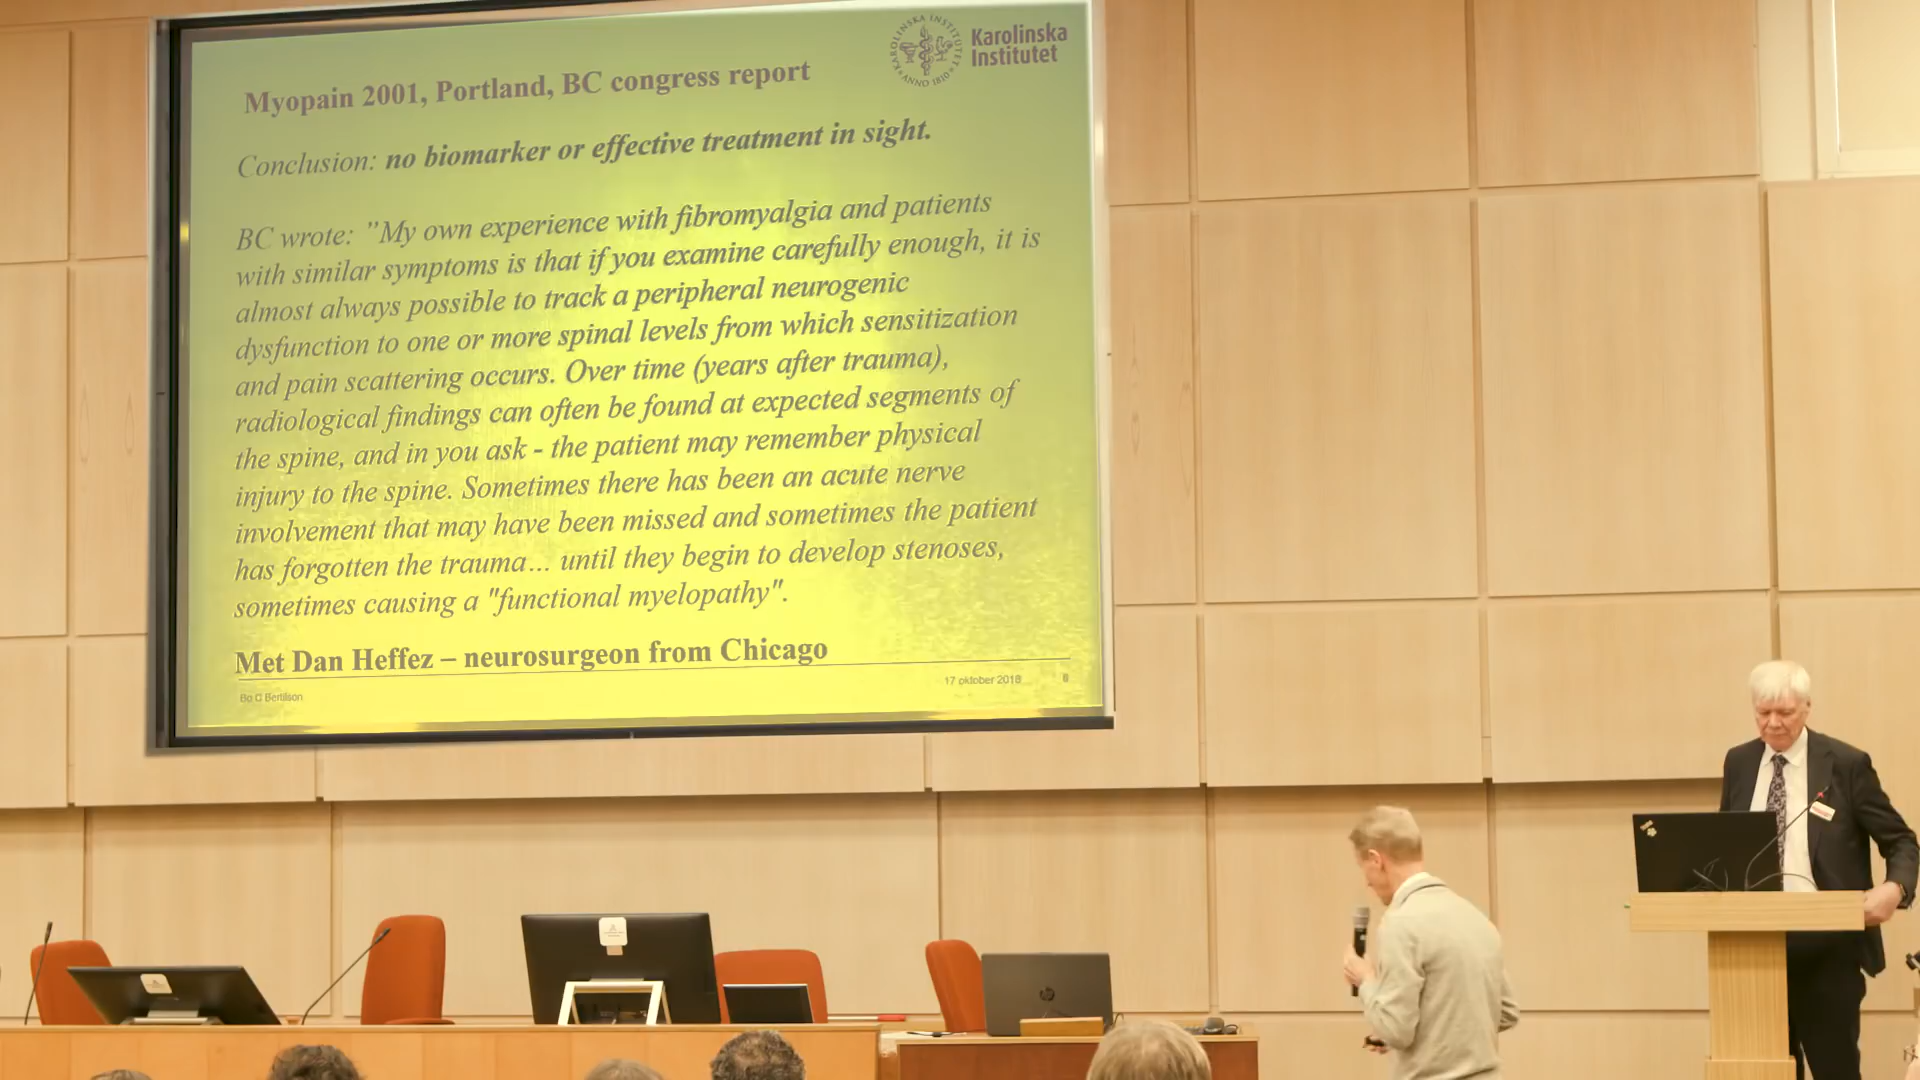 Karolinska
Institutet
KAROLINSKA INSTITUTET
ANNO 1810
Myopain 2001, Portland, BC congress report
Conclusion: no biomarker or effective treatment in sight.
BC wrote: ”My own experience with fibromyalgia and patients
with similar symptoms is that if you examine carefully enough, it is
almost always possible to track a peripheral neurogenic
dysfunction to one or more spinal levels from which sensitization
and pain scattering occurs. Over time (years after trauma),
radiological findings can often be found at expected segments of
the spine, and in you ask - the patient may remember physical
injury to the spine. Sometimes there has been an acute nerve
involvement that may have been missed and sometimes the patient
has forgotten the trauma… until they begin to develop stenoses,
sometimes causing a "functional myelopathy".
Met Dan Heffez – neurosurgeon from Chicago
Bo C Bertilson
17 oktober 2018
hp